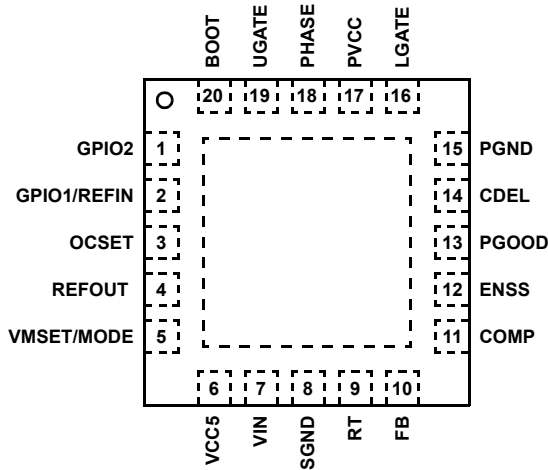 BOOT UGATE PHASE PVCC LGATE
20 19 18 17 16
GPIO2 1 15 PGND
GPIO1/REFIN 2 14 CDEL
OCSET 3 13 PGOOD
REFOUT 4 12 ENSS
VMSET/MODE 5 11 COMP
6 7 8 9 10
VCC5 VIN SGND RT FB